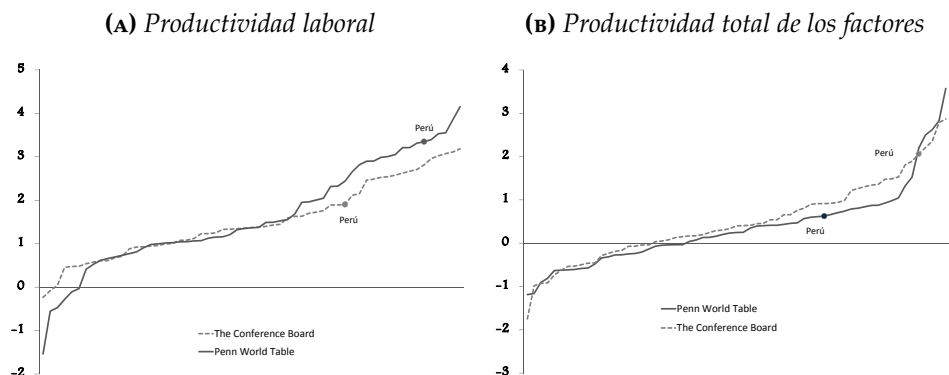 (A) Productividad laboral
5
4
3
2
1
0
-1
-2
Perú
Perú
The Conference Board
Penn World Table
(B) Productividad total de los factores
4
3
2
1
0
-1
-2
-3
Perú
Perú
Penn World Table
The Conference Board